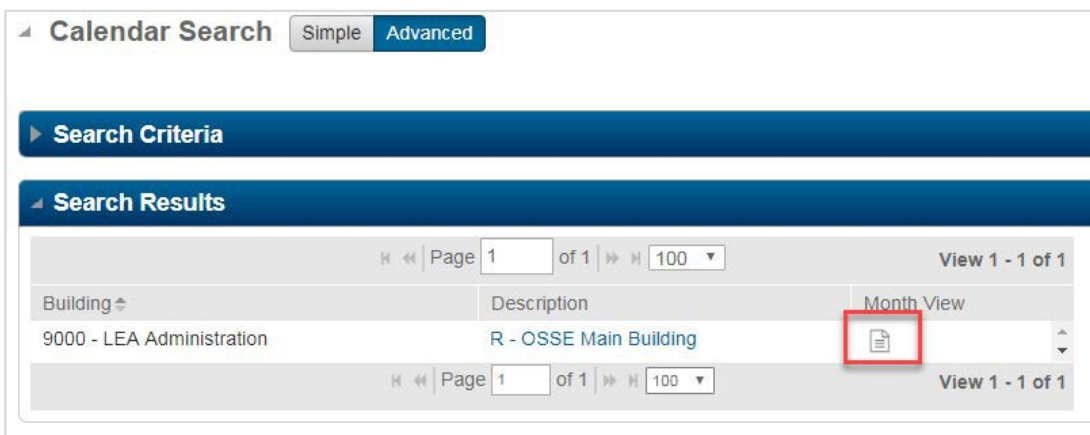 Calendar Search Simple Advanced
Search Criteria
Search Results
Page 1 of 1 100 View 1 - 1 of 1
Building Description Month View
9000 - LEA Administration R - OSSE Main Building
Page 1 of 1 100 View 1 - 1 of 1